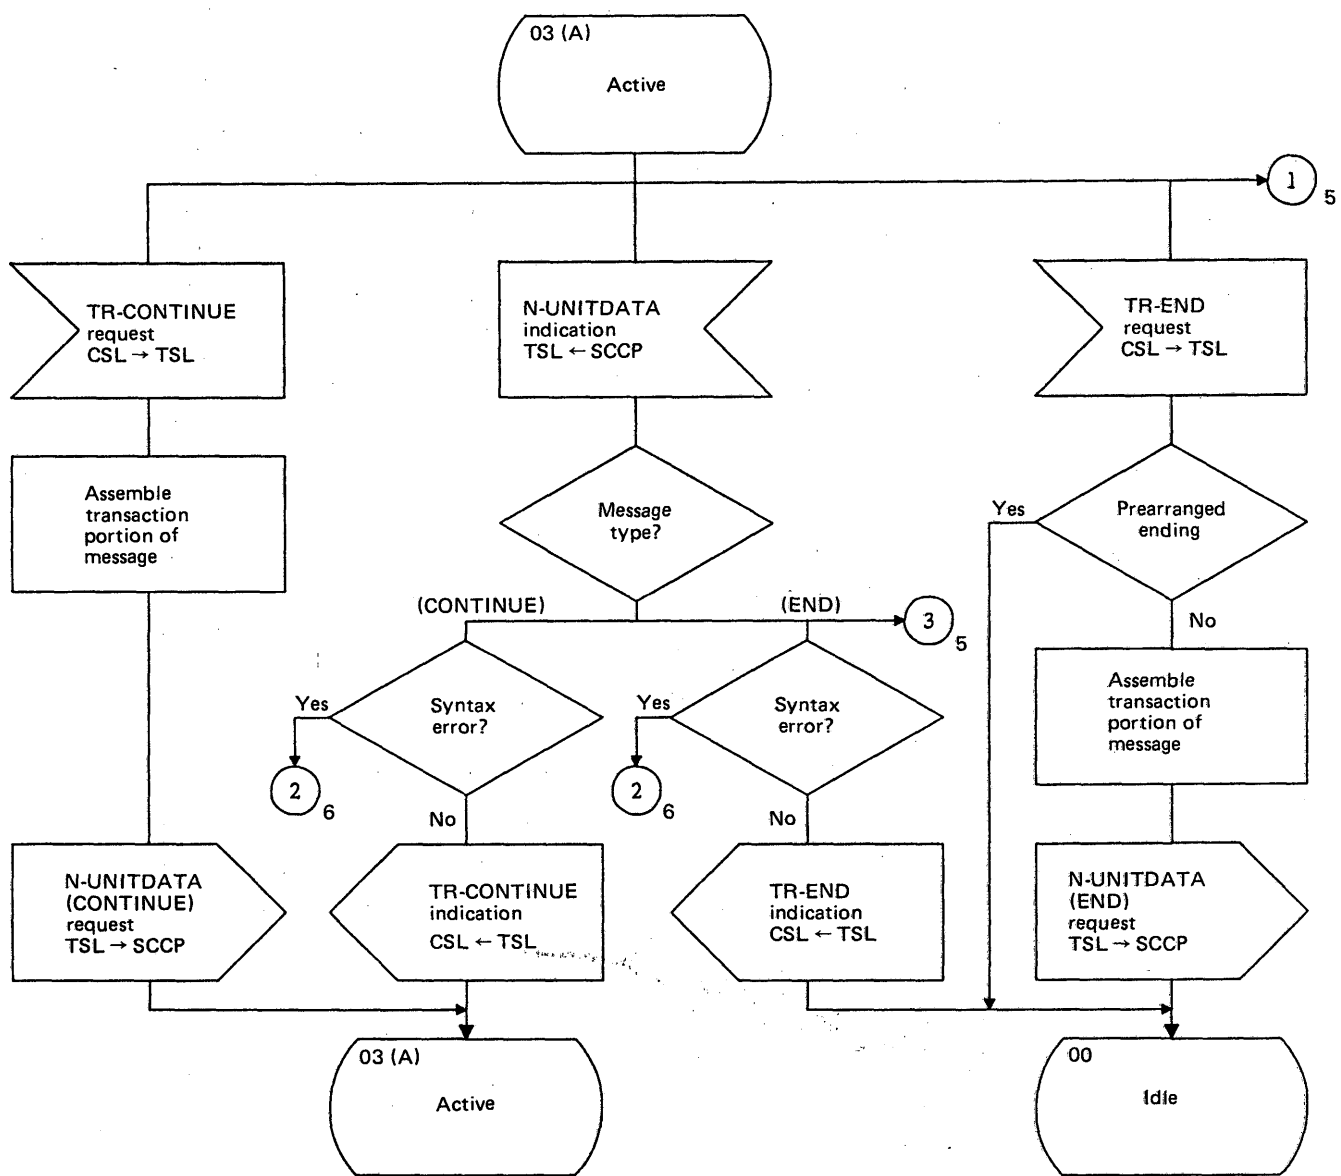 03 (A)
Active
1
5
TR-CONTINUE
request
CSL → TSL
N-UNITDATA
indication
TSL ← SCCP
TR-END
request
CSL → TSL
Assemble
transaction
portion of
message
Message
type?
Yes
Prearranged
ending
No
(CONTINUE)
(END)
3
5
Yes
Syntax
error?
2
6
No
Yes
Syntax
error?
2
6
No
Assemble
transaction
portion of
message
N-UNITDATA
(CONTINUE)
request
TSL → SCCP
TR-CONTINUE
indication
CSL ← TSL
TR-END
indication
CSL ← TSL
N-UNITDATA
(END)
request
TSL → SCCP
03 (A)
Active
00
Idle